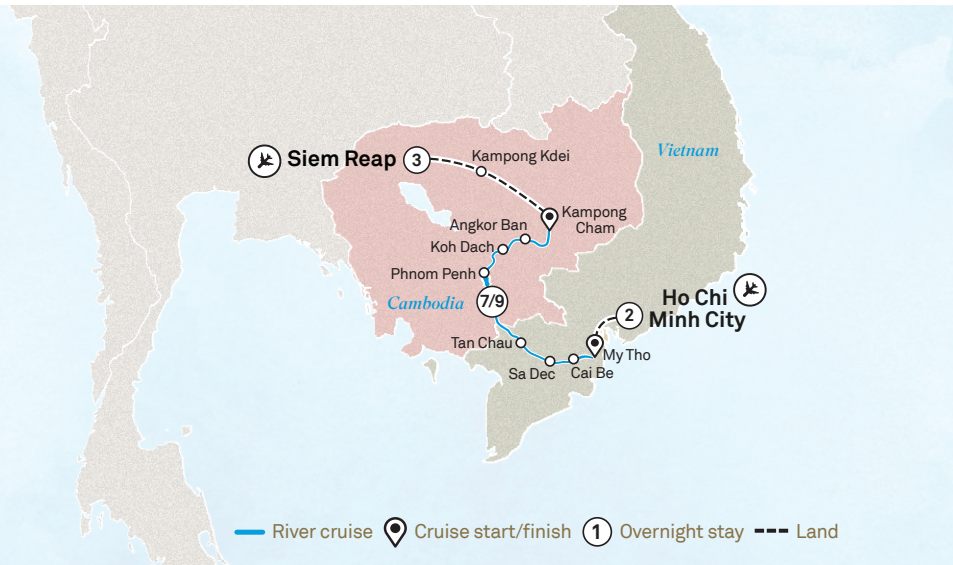 Siem Reap
3
Kampong Kdei
Vietnam
Kampong
Cham
Angkor Ban
Koh Dach
Phnom Penh
Cambodia
7/9
Ho Chi
Minh City
2
Tan Chau
My Tho
Sa Dec
Cai Be
River cruise
Cruise start/finish
1
Overnight stay
Land